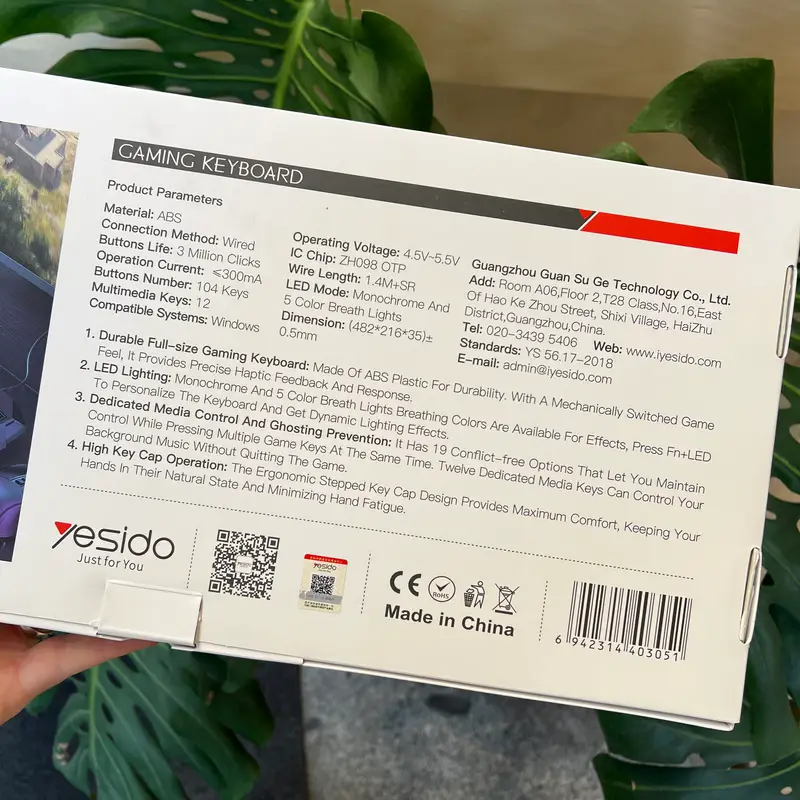 GAMING KEYBOARD
Product Parameters
Material: ABS
Connection Method: Wired
Buttons Life: 3 Million Clicks
Operation Current: ≤300mA
Buttons Number: 104 Keys
Multimedia Keys: 12
Compatible Systems: Windows
Operating Voltage: 4.5V~5.5V
IC Chip: ZH098 OTP
Wire Length: 1.4M+SR
LED Mode: Monochrome And
5 Color Breath Lights
Dimension: (482*216*35)±
0.5mm
Guangzhou Guan Su Ge Technology Co., Ltd.
Add: Room A06,Floor 2,T28 Class,No.16,East
Of Hao Ke Zhou Street, Shixi Village, HaiZhu
District,Guangzhou,China.
Tel: 020-3439 5406 Web: www.iyesido.com
Standards: YS 56.17-2018
E-mail: admin@iyesido.com
1. Durable Full-size Gaming Keyboard: Made Of ABS Plastic For Durability. With A Mechanically Switched Game
Feel, It Provides Precise Haptic Feedback And Response.
2. LED Lighting: Monochrome And 5 Color Breath Lights Breathing Colors Are Available For Effects, Press Fn+LED
To Personalize The Keyboard And Get Dynamic Lighting Effects.
3. Dedicated Media Control And Ghosting Prevention: It Has 19 Conflict-free Options That Let You Maintain
Control While Pressing Multiple Game Keys At The Same Time. Twelve Dedicated Media Keys Can Control Your
Background Music Without Quitting The Game.
4. High Key Cap Operation: The Ergonomic Stepped Key Cap Design Provides Maximum Comfort, Keeping Your
Hands In Their Natural State And Minimizing Hand Fatigue.
yesido
Just for You
yesido
CE
RoHS
Made in China
6 942314 403051